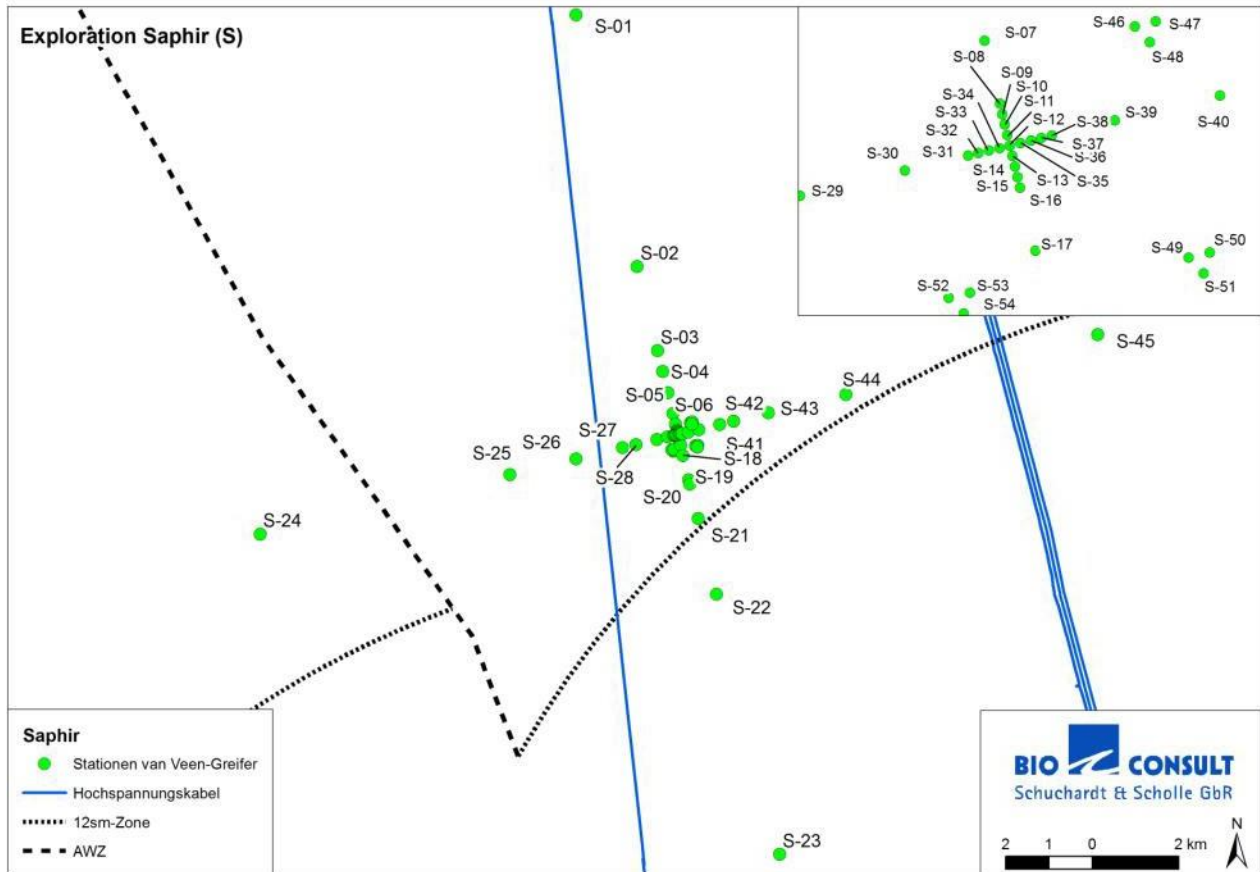 Exploration Saphir (S)
S-01
S-02
S-03
S-04
S-05
S-06
S-42
S-43
S-44
S-45
S-27
S-26
S-25
S-28
S-41
S-18
S-19
S-20
S-24
S-21
S-22
S-23
S-46
S-47
S-48
S-07
S-08
S-09
S-10
S-11
S-12
S-34
S-33
S-32
S-31
S-38
S-39
S-40
S-37
S-36
S-35
S-30
S-14
S-13
S-15
S-16
S-29
S-17
S-49
S-50
S-51
S-52
S-53
S-54
Saphir
Stationen van Veen-Greifer
Hochspannungskabel
12sm-Zone
AWZ
BIO CONSULT
Schuchardt & Scholle GbR
N
2 1 0 2 km